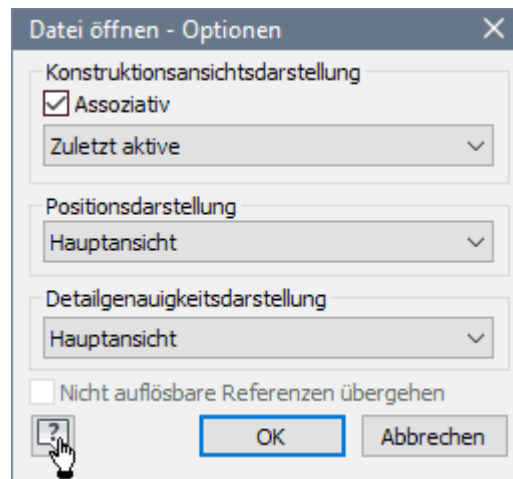 Datei öffnen - Optionen
Konstruktionsansichtsdarstellung
Assoziativ
Zuletzt aktive
Positionsdarstellung
Hauptansicht
Detailgenauigkeitsdarstellung
Hauptansicht
Nicht auflösbare Referenzen übergehen
? OK Abbrechen